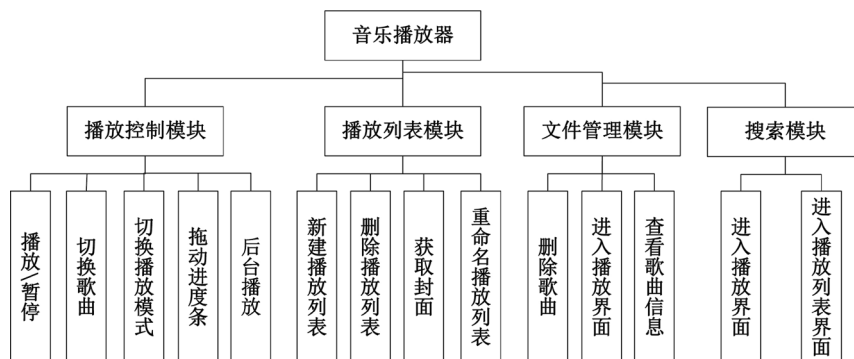 音乐播放器
播放控制模块
播放列表模块
文件管理模块
搜索模块
播放/暂停
切换歌曲
切换播放模式
拖动进度条
后台播放
新建播放列表
删除播放列表
获取封面
重命名播放列表
删除歌曲
进入播放界面
查看歌曲信息
进入播放界面
进入播放列表界面